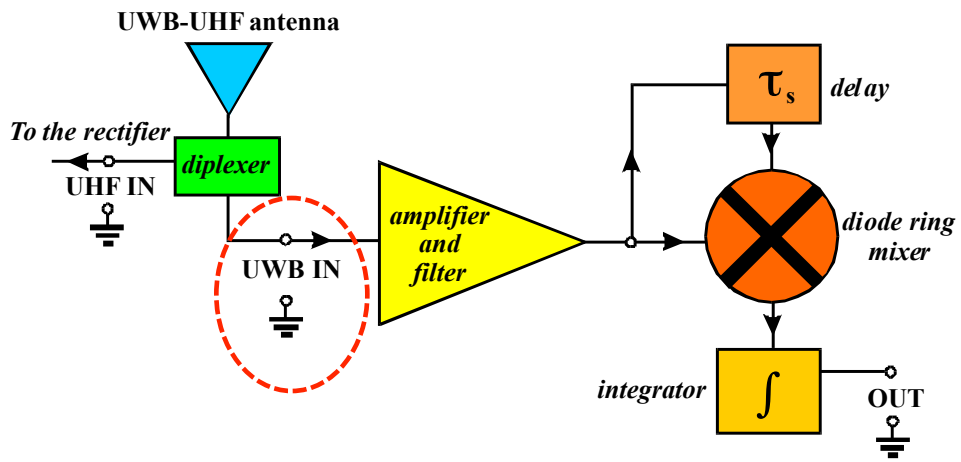 UWB-UHF antenna
To the rectifier
diplexer
UHF IN
UWB IN
amplifier
and
filter
τs
delay
diode ring
mixer
integrator
∫
OUT